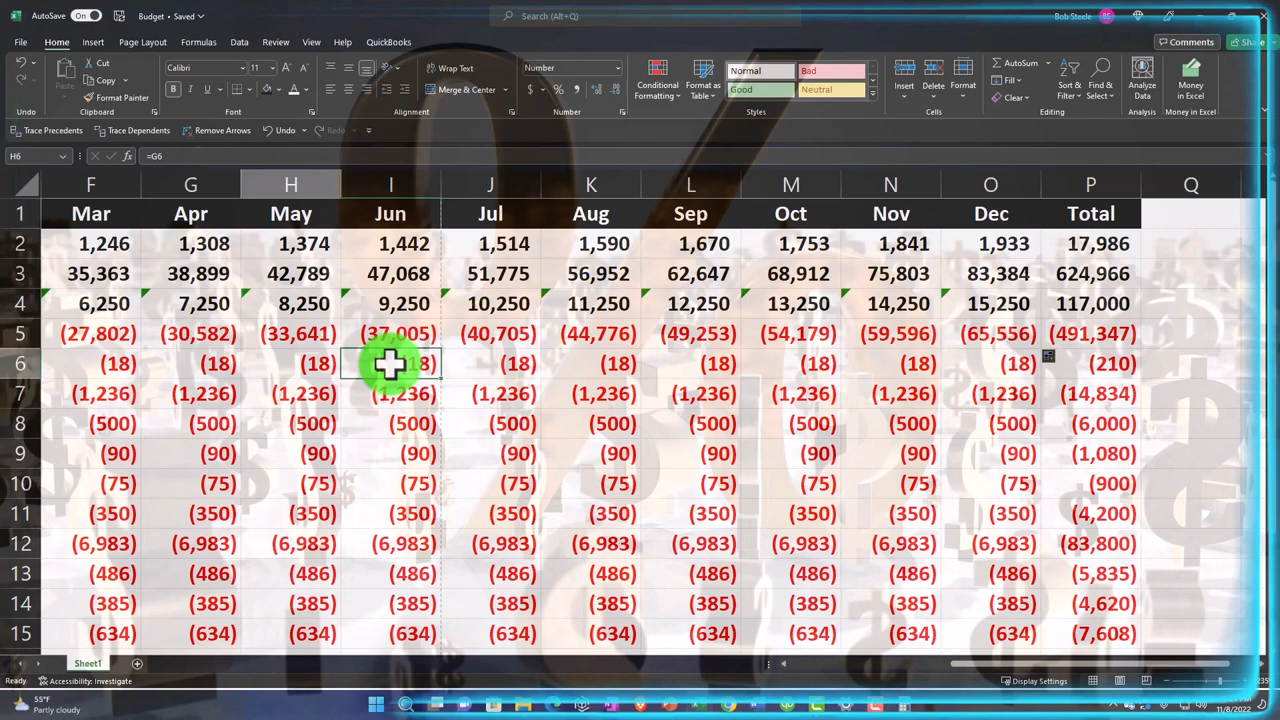 AutoSave On Budget • Saved Search (Alt+Q) Bob Steele BS
File Home Insert Page Layout Formulas Data Review View Help QuickBooks Comments Share
Cut Calibri 11 Wrap Text Number Normal Bad AutoSum
Copy Good Neutral Fill
Paste Format Painter Merge & Center Conditional Formatting Format as Table Insert Delete Format Clear Sort & Filter Find & Select Analyze Data Money in Excel
Undo Clipboard Font Alignment Number Styles Cells Editing Analysis Money in Excel
Trace Precedents Trace Dependents Remove Arrows Undo Redo
H6 fx =G6
F G H I J K L M N O P Q
1 Mar Apr May Jun Jul Aug Sep Oct Nov Dec Total
2 1,246 1,308 1,374 1,442 1,514 1,590 1,670 1,753 1,841 1,933 17,986
3 35,363 38,899 42,789 47,068 51,775 56,952 62,647 68,912 75,803 83,384 624,966
4 6,250 7,250 8,250 9,250 10,250 11,250 12,250 13,250 14,250 15,250 117,000
5 (27,802) (30,582) (33,641) (37,005) (40,705) (44,776) (49,253) (54,179) (59,596) (65,556) (491,347)
6 (18) (18) (18) 18) (18) (18) (18) (18) (18) (18) (210)
7 (1,236) (1,236) (1,236) (1,236) (1,236) (1,236) (1,236) (1,236) (1,236) (1,236) (14,834)
8 (500) (500) (500) (500) (500) (500) (500) (500) (500) (500) (6,000)
9 (90) (90) (90) (90) (90) (90) (90) (90) (90) (90) (1,080)
10 (75) (75) (75) (75) (75) (75) (75) (75) (75) (75) (900)
11 (350) (350) (350) (350) (350) (350) (350) (350) (350) (350) (4,200)
12 (6,983) (6,983) (6,983) (6,983) (6,983) (6,983) (6,983) (6,983) (6,983) (6,983) (83,800)
13 (486) (486) (486) (486) (486) (486) (486) (486) (486) (486) (5,835)
14 (385) (385) (385) (385) (385) (385) (385) (385) (385) (385) (4,620)
15 (634) (634) (634) (634) (634) (634) (634) (634) (634) (634) (7,608)
Sheet1
Ready Accessibility: Investigate Display Settings
55°F
Partly cloudy 11/8/2022